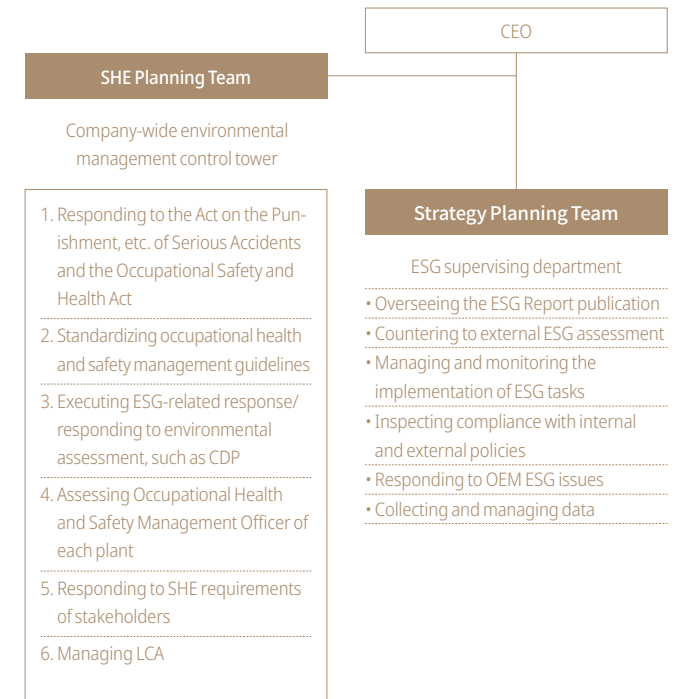 CEO
SHE Planning Team
Company-wide environmental
management control tower
1. Responding to the Act on the Pun-
ishment, etc. of Serious Accidents
and the Occupational Safety and
Health Act
2. Standardizing occupational health
and safety management guidelines
3. Executing ESG-related response/
responding to environmental
assessment, such as CDP
4. Assessing Occupational Health
and Safety Management Officer of
each plant
5. Responding to SHE requirements
of stakeholders
6. Managing LCA
Strategy Planning Team
ESG supervising department
• Overseeing the ESG Report publication
• Countering to external ESG assessment
• Managing and monitoring the
implementation of ESG tasks
• Inspecting compliance with internal
and external policies
• Responding to OEM ESG issues
• Collecting and managing data